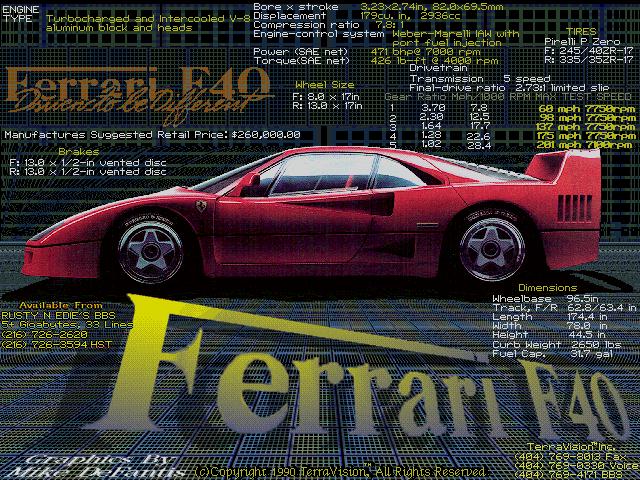 ENGINE
TYPE Turbocharged and Intercooled V-8
aluminum block and heads
Bore x stroke 3.23x2.74in, 82.0x69.5mm
Displacement 179cu. in, 2936cc
Compression ratio 7.8: 1
Engine-control system Weber-Marelli IAW with
port fuel injection
Power (SAE net) 471 bhp@ 7000 rpm
Torque(SAE net) 426 lb-ft @ 4000 rpm
TIRES
Pirelli P Zero
F: 245/40ZR-17
R: 335/35ZR-17
Drivetrain
Transmission 5 speed
Final-drive ratio 2.73:1 limited slip
Gear Ratio Mph/1000 RPM MAX TEST SPEED
3.70 7.8 60 mph 7750rpm
2 2.30 12.5 98 mph 7750rpm
3 1.64 17.7 137 mph 7750rpm
4 1.28 22.6 175 mph 7750rpm
5 1.02 28.4 201 mph 7100rpm
Ferrari F40
Driven to be Different
Wheel Size
F: 8.0 x 17in
R: 13.0 x 17in
Manufactures Suggested Retail Price: $260,000.00
Brakes
F: 13.0 x 1/2-in vented disc
R: 13.0 x 1/2-in vented disc
Available From
RUSTY N EDIE'S BBS
5+ Gigabytes, 33 Lines
(216) 726-2620
(216) 726-3594 HST
Dimensions
Wheelbase 96.5in
Track, F/R 62.8/63.4 in
Length 174.4 in
Width 78.0 in
Height 44.5 in
Curb Weight 2650 lbs
Fuel Cap. 31.7 gal
Ferrari F40
Graphics By
Mike DeFantis
(c)Copyright 1990 TerraVision™ All Rights Reserved
TerraVision™Inc.
(404) 769-8013 Fax
(404) 769-0330 Voice
(404) 769-4171 BBS